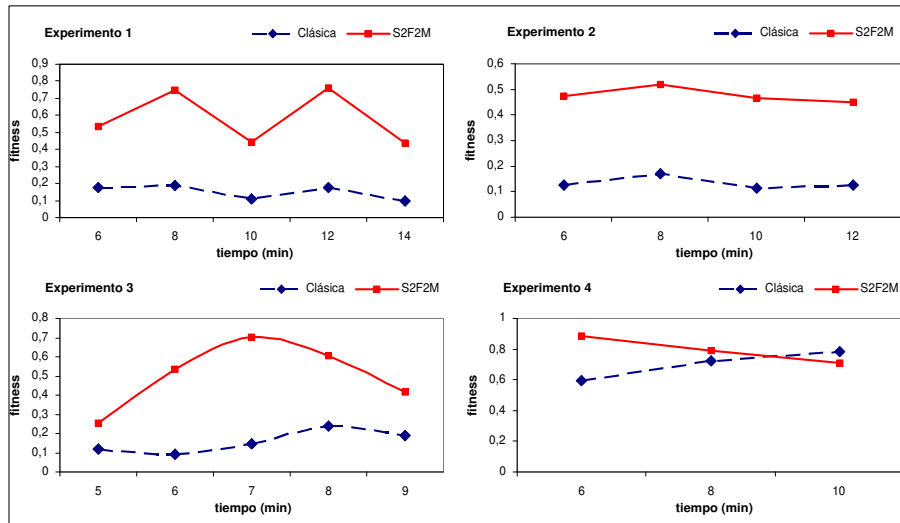 Experimento 1
Clásica
S2F2M
0,9
0,8
0,7
0,6
0,5
0,4
0,3
0,2
0,1
0
fitness
6 8 10 12 14
tiempo (min)
Experimento 2
Clásica
S2F2M
0,6
0,5
0,4
0,3
0,2
0,1
0
fitness
6 8 10 12
tiempo (min)
Experimento 3
Clásica
S2F2M
0,8
0,7
0,6
0,5
0,4
0,3
0,2
0,1
0
fitness
5 6 7 8 9
tiempo (min)
Experimento 4
Clásica
S2F2M
1
0,8
0,6
0,4
0,2
0
fitness
6 8 10
tiempo (min)